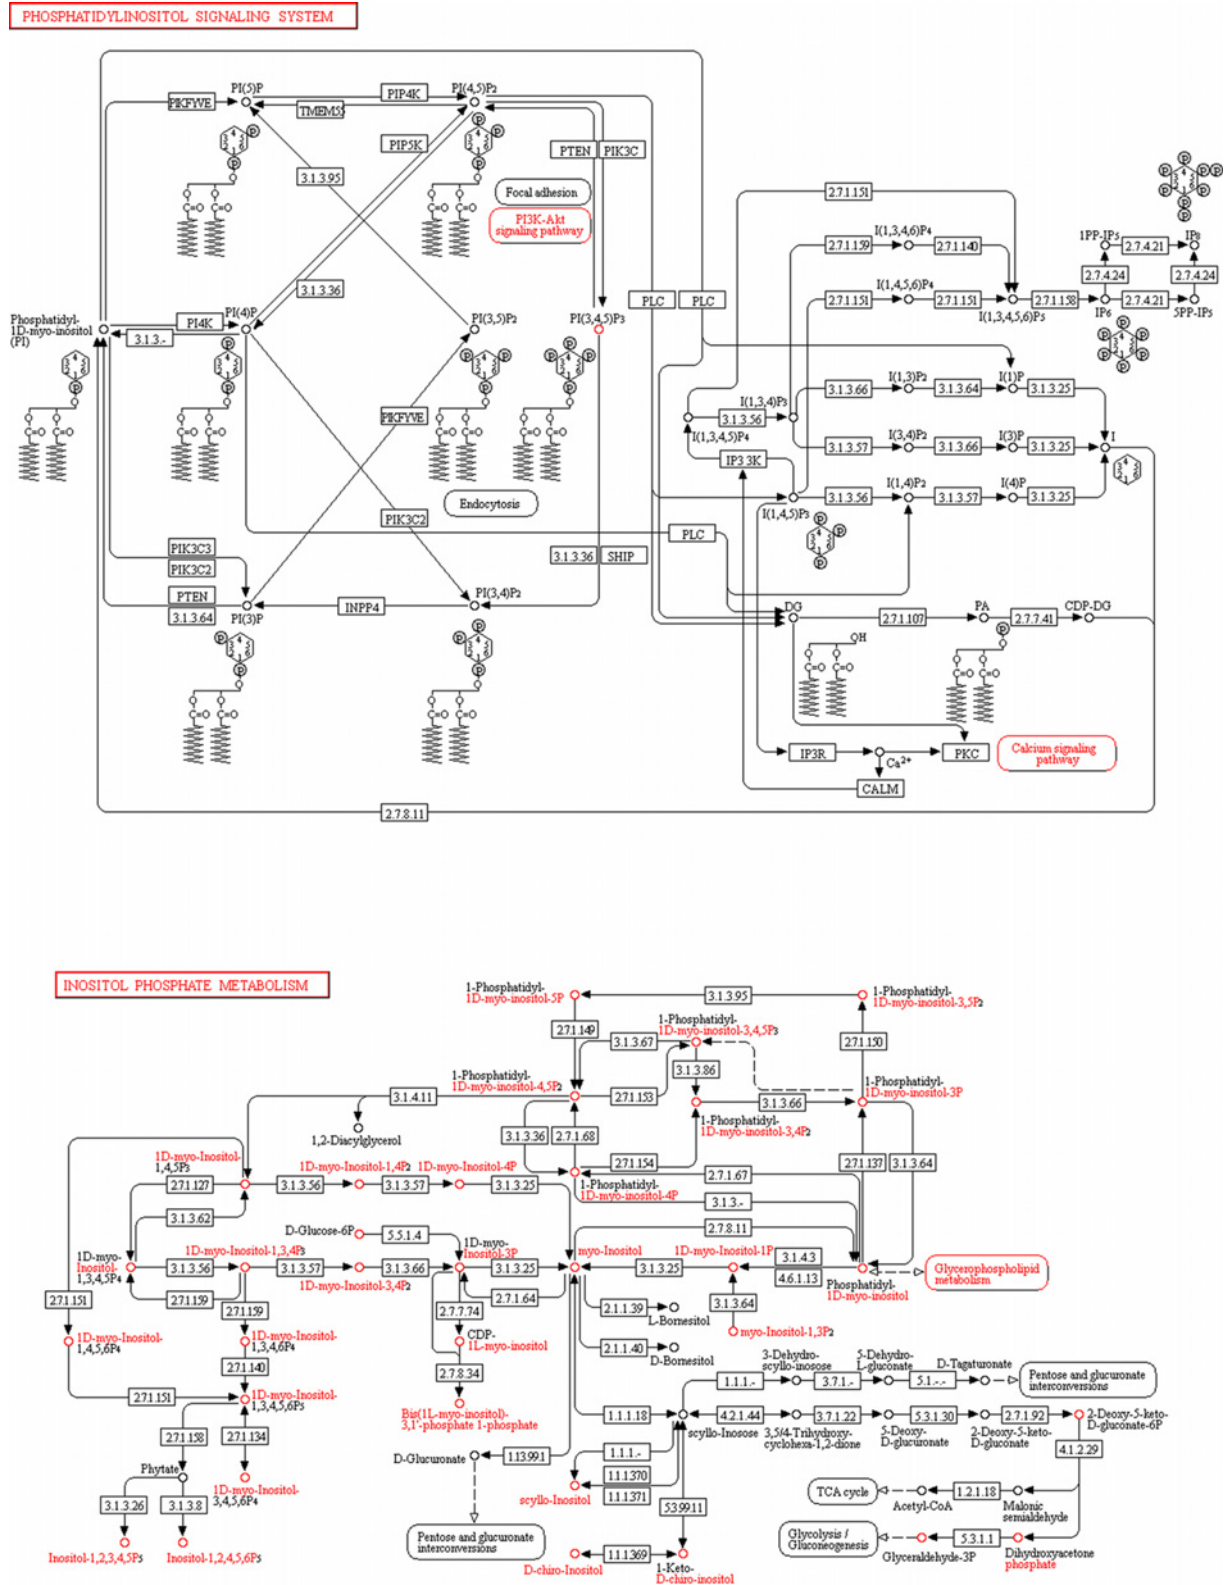 PHOSPHATIDYLINOSITOL SIGNALING SYSTEM
PI(5)P
PI(4,5)P2
PIKFYVE
PIP4K
TMEM55
PIP5K
PTEN
PIK3C
3.1.3.95
Focal adhesion
PI3K-Akt
signaling pathway
3.1.3.36
Phosphatidyl-
1D-myo-inositol
(PI)
PI4K
3.1.3.-
PI(4)P
PI(3,5)P2
PI(3,4,5)P3
PLC
PLC
PIKFYVE
Endocytosis
PIK3C2
PLC
PIK3C3
PIK3C2
PTEN
3.1.3.64
PI(3)P
INPP4
PI(3,4)P2
3.1.3.36
SHIP
2.7.1.151
2.7.1.159
I(1,3,4,6)P4
2.7.1.140
2.7.1.151
I(1,4,5,6)P4
2.7.1.151
I(1,3,4,5,6)P5
2.7.1.158
IP6
1PP-IP5
2.7.4.21
IP8
2.7.4.24
2.7.4.24
2.7.4.21
5PP-IP5
3.1.3.66
I(1,3)P2
3.1.3.64
I(1)P
3.1.3.25
I(1,3,4)P3
3.1.3.56
I(1,3,4,5)P4
3.1.3.57
I(3,4)P2
3.1.3.66
I(3)P
3.1.3.25
I
IP3 3K
I(1,4,5)P3
3.1.3.56
I(1,4)P2
3.1.3.57
I(4)P
3.1.3.25
DG
2.7.1.107
PA
2.7.7.41
CDP-DG
OH
IP3R
Ca2+
PKC
CALM
Calcium signaling
pathway
2.7.8.11
INOSITOL PHOSPHATE METABOLISM
1-Phosphatidyl-
1D-myo-inositol-5P
3.1.3.95
1-Phosphatidyl-
1D-myo-inositol-3,5P2
2.7.1.149
1-Phosphatidyl-
1D-myo-inositol-3,4,5P3
3.1.3.67
2.7.1.150
3.1.3.86
1-Phosphatidyl-
1D-myo-inositol-4,5P2
3.1.4.11
2.7.1.153
3.1.3.66
1-Phosphatidyl-
1D-myo-inositol-3P
1,2-Diacylglycerol
3.1.3.36
2.7.1.68
1-Phosphatidyl-
1D-myo-inositol-3,4P2
2.7.1.154
2.7.1.137
3.1.3.64
1D-myo-Inositol-
1,4,5P3
1D-myo-Inositol-1,4P2
1D-myo-Inositol-4P
2.7.1.127
3.1.3.56
3.1.3.57
3.1.3.25
1-Phosphatidyl-
1D-myo-inositol-4P
2.7.1.67
3.1.3.-
3.1.3.62
D-Glucose-6P
5.5.1.4
2.7.8.11
1D-myo-
Inositol-
1,3,4,5P4
1D-myo-Inositol-1,3,4P3
1D-myo-
Inositol-3P
myo-Inositol
1D-myo-Inositol-1P
3.1.4.3
3.1.3.56
3.1.3.57
3.1.3.66
3.1.3.25
3.1.3.25
4.6.1.13
Glycerophospholipid
metabolism
1D-myo-Inositol-3,4P2
Phosphatidyl-
1D-myo-inositol
2.7.1.151
2.7.1.159
2.7.1.159
2.7.7.74
2.7.1.64
2.1.1.39
L-Bornesitol
3.1.3.64
1D-myo-Inositol-
1,4,5,6P4
1D-myo-Inositol-
1,3,4,6P4
CDP-
1L-myo-inositol
2.1.1.40
D-Bornesitol
myo-Inositol-1,3P2
2.7.1.140
2.7.8.34
3-Dehydro-
scyllo-inosose
5-Dehydro-
L-gluconate
D-Tagaturonate
1.1.1.-
3.7.1.-
5.1.-.-
Pentose and glucuronate
interconversions
2.7.1.151
1D-myo-Inositol-
1,3,4,5,6P5
Bis(1L-myo-inositol)-
3,1'-phosphate 1-phosphate
1.1.1.18
scyllo-Inosose
4.2.1.44
3,5/4-Trihydroxy-
cyclohexa-1,2-dione
3.7.1.22
5-Deoxy-
D-glucuronate
5.3.1.30
2-Deoxy-5-keto-
D-gluconate
2.7.1.92
2-Deoxy-5-keto-
D-gluconate-6P
2.7.1.158
2.7.1.134
D-Glucuronate
1.13.99.1
1.1.1.-
4.1.2.29
Phytate
1.1.1.370
1.1.1.371
scyllo-Inositol
1D-myo-Inositol-
3,4,5,6P4
3.1.3.26
3.1.3.8
5.3.99.11
TCA cycle
Acetyl-CoA
1.2.1.18
Malonic
semialdehyde
Inositol-1,2,3,4,5P5
Inositol-1,2,4,5,6P5
Pentose and glucuronate
interconversions
D-chiro-Inositol
1.1.1.369
1-Keto-
D-chiro-inositol
Glycolysis /
Gluconeogenesis
Glyceraldehyde-3P
5.3.1.1
Dihydroxyacetone
phosphate